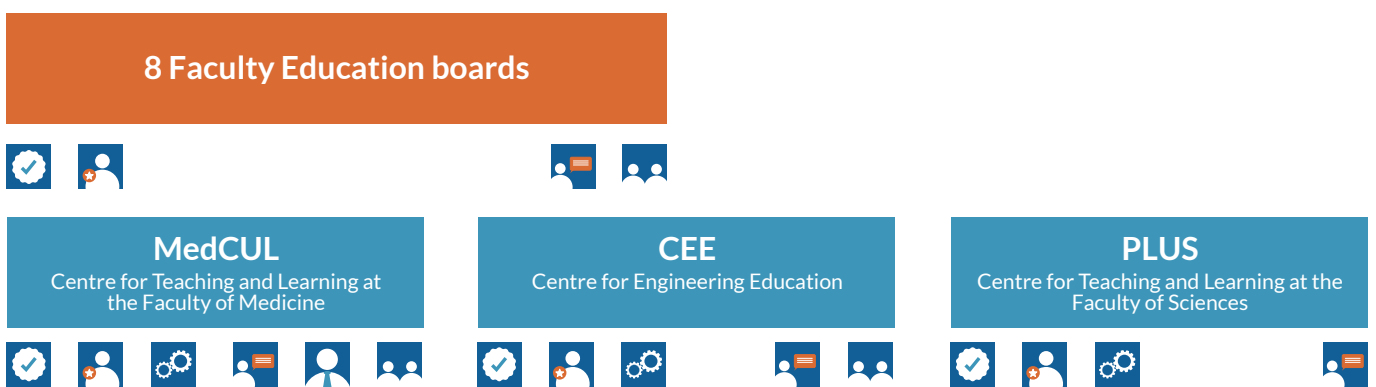 8 Faculty Education boards
MedCUL
Centre for Teaching and Learning at
the Faculty of Medicine
CEE
Centre for Engineering Education
PLUS
Centre for Teaching and Learning at the
Faculty of Sciences